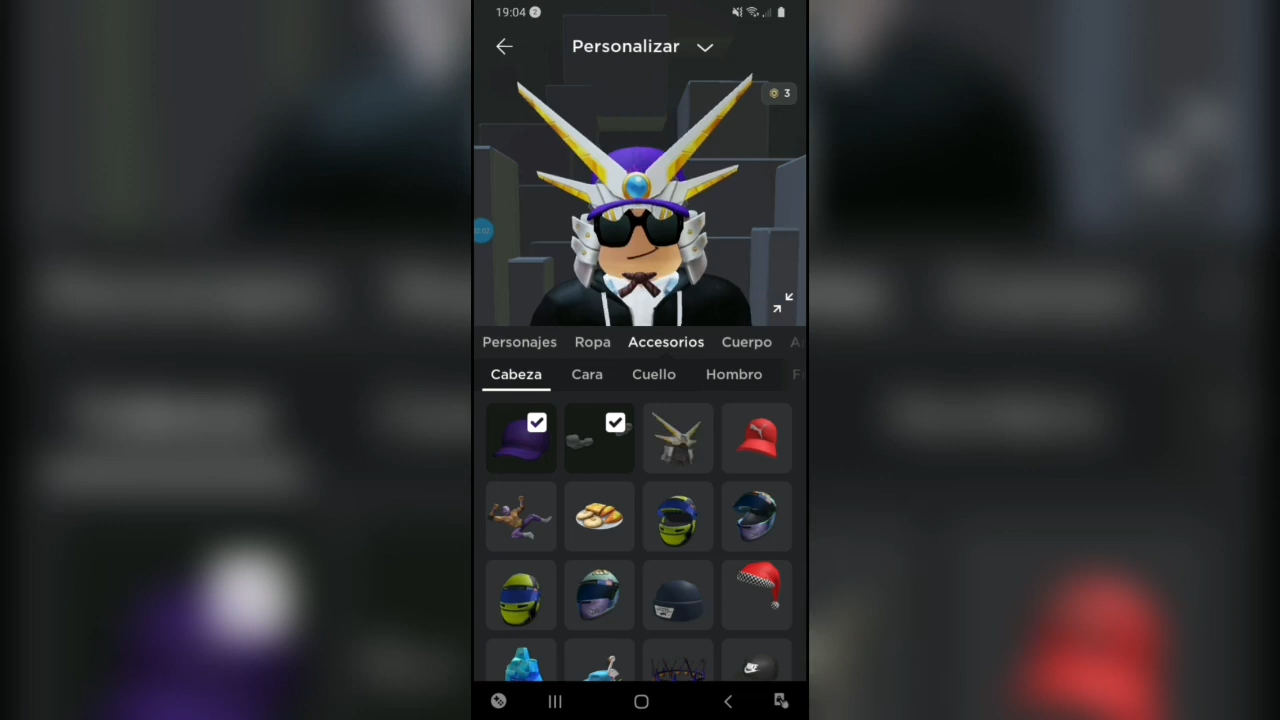 19:04
Personalizar
3
Personajes Ropa Accesorios Cuerpo
Cabeza Cara Cuello Hombro